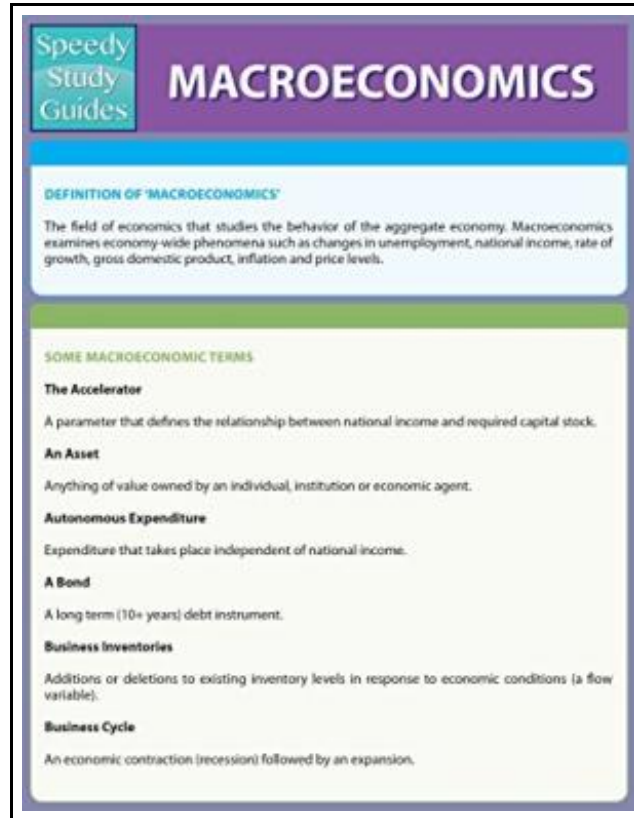 Speedy
Study
Guides
MACROECONOMICS
DEFINITION OF 'MACROECONOMICS'
The field of economics that studies the behavior of the aggregate economy. Macroeconomics
examines economy-wide phenomena such as changes in unemployment, national income, rate of
growth, gross domestic product, inflation and price levels.
SOME MACROECONOMIC TERMS
The Accelerator
A parameter that defines the relationship between national income and required capital stock.
An Asset
Anything of value owned by an individual, institution or economic agent.
Autonomous Expenditure
Expenditure that takes place independent of national income.
A Bond
A long term (10+ years) debt instrument.
Business Inventories
Additions or deletions to existing inventory levels in response to economic conditions (a flow
variable).
Business Cycle
An economic contraction (recession) followed by an expansion.